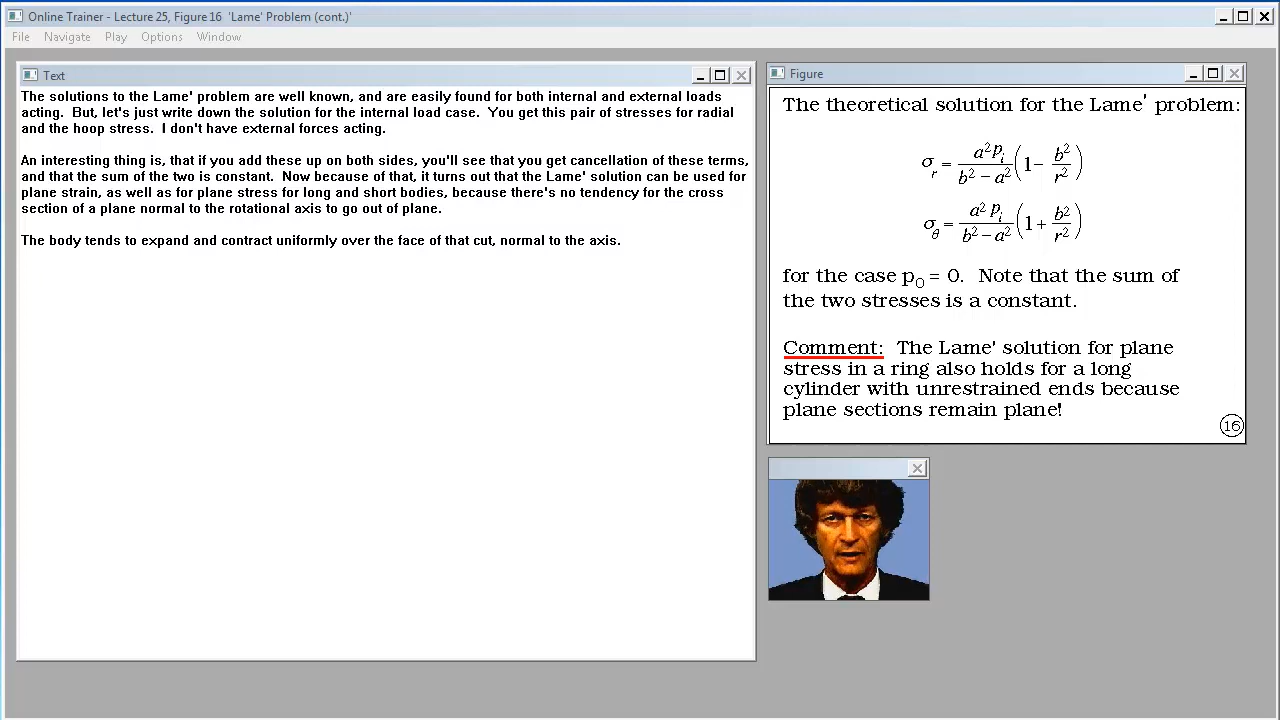 Online Trainer - Lecture 25, Figure 16 'Lame' Problem (cont.)'
File Navigate Play Options Window
Text
The solutions to the Lame' problem are well known, and are easily found for both internal and external loads
acting. But, let's just write down the solution for the internal load case. You get this pair of stresses for radial
and the hoop stress. I don't have external forces acting.
An interesting thing is, that if you add these up on both sides, you'll see that you get cancellation of these terms,
and that the sum of the two is constant. Now because of that, it turns out that the Lame' solution can be used for
plane strain, as well as for plane stress for long and short bodies, because there's no tendency for the cross
section of a plane normal to the rotational axis to go out of plane.
The body tends to expand and contract uniformly over the face of that cut, normal to the axis.
Figure
The theoretical solution for the Lame' problem:
σ_r = a²p_i / (b² – a²) (1 – b²/r²)
σ_θ = a²p_i / (b² – a²) (1 + b²/r²)
for the case p₀ = 0. Note that the sum of
the two stresses is a constant.
Comment: The Lame' solution for plane
stress in a ring also holds for a long
cylinder with unrestrained ends because
plane sections remain plane!
16